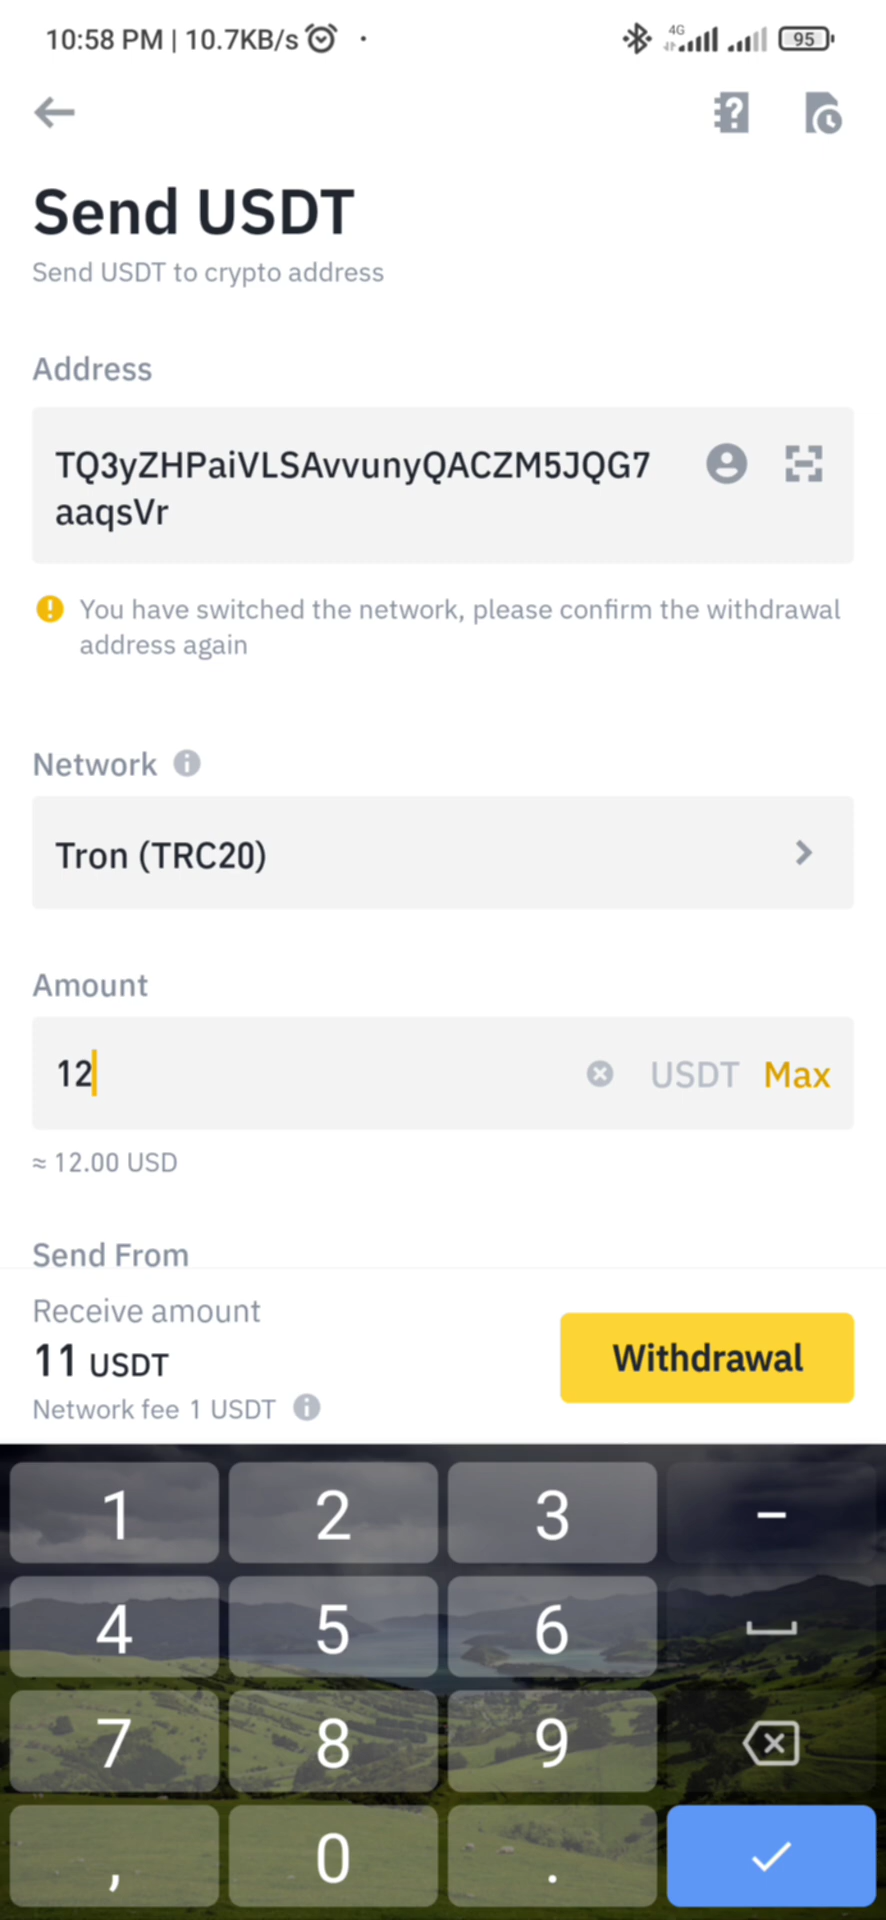 10:58 PM | 10.7KB/s
4G
95
Send USDT
Send USDT to crypto address
Address
TQ3yZHPaiVLSAvvunyQACZM5JQG7
aaqsVr
You have switched the network, please confirm the withdrawal
address again
Network
Tron (TRC20)
Amount
12 USDT Max
≈ 12.00 USD
Send From
Receive amount
11 USDT
Withdrawal
Network fee 1 USDT
1 2 3 -
4 5 6
7 8 9
, 0 .